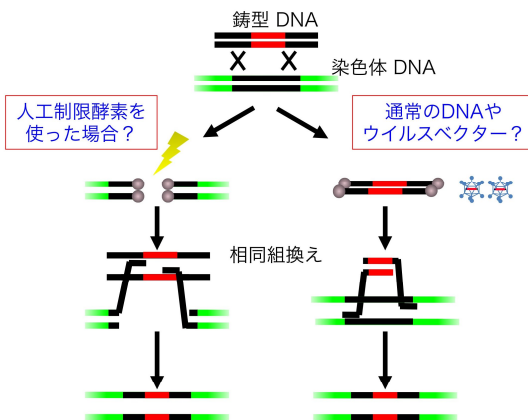 鋳型 DNA
染色体 DNA
人工制限酵素を
使った場合？
通常のDNAや
ウイルスベクター？
相同組換え